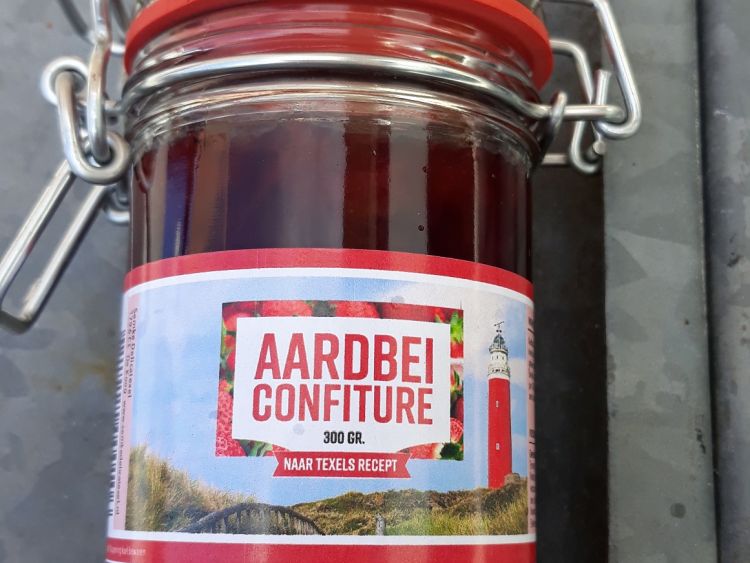 AARDBEI
CONFITURE
300 GR.
NAAR TEXELS RECEPT